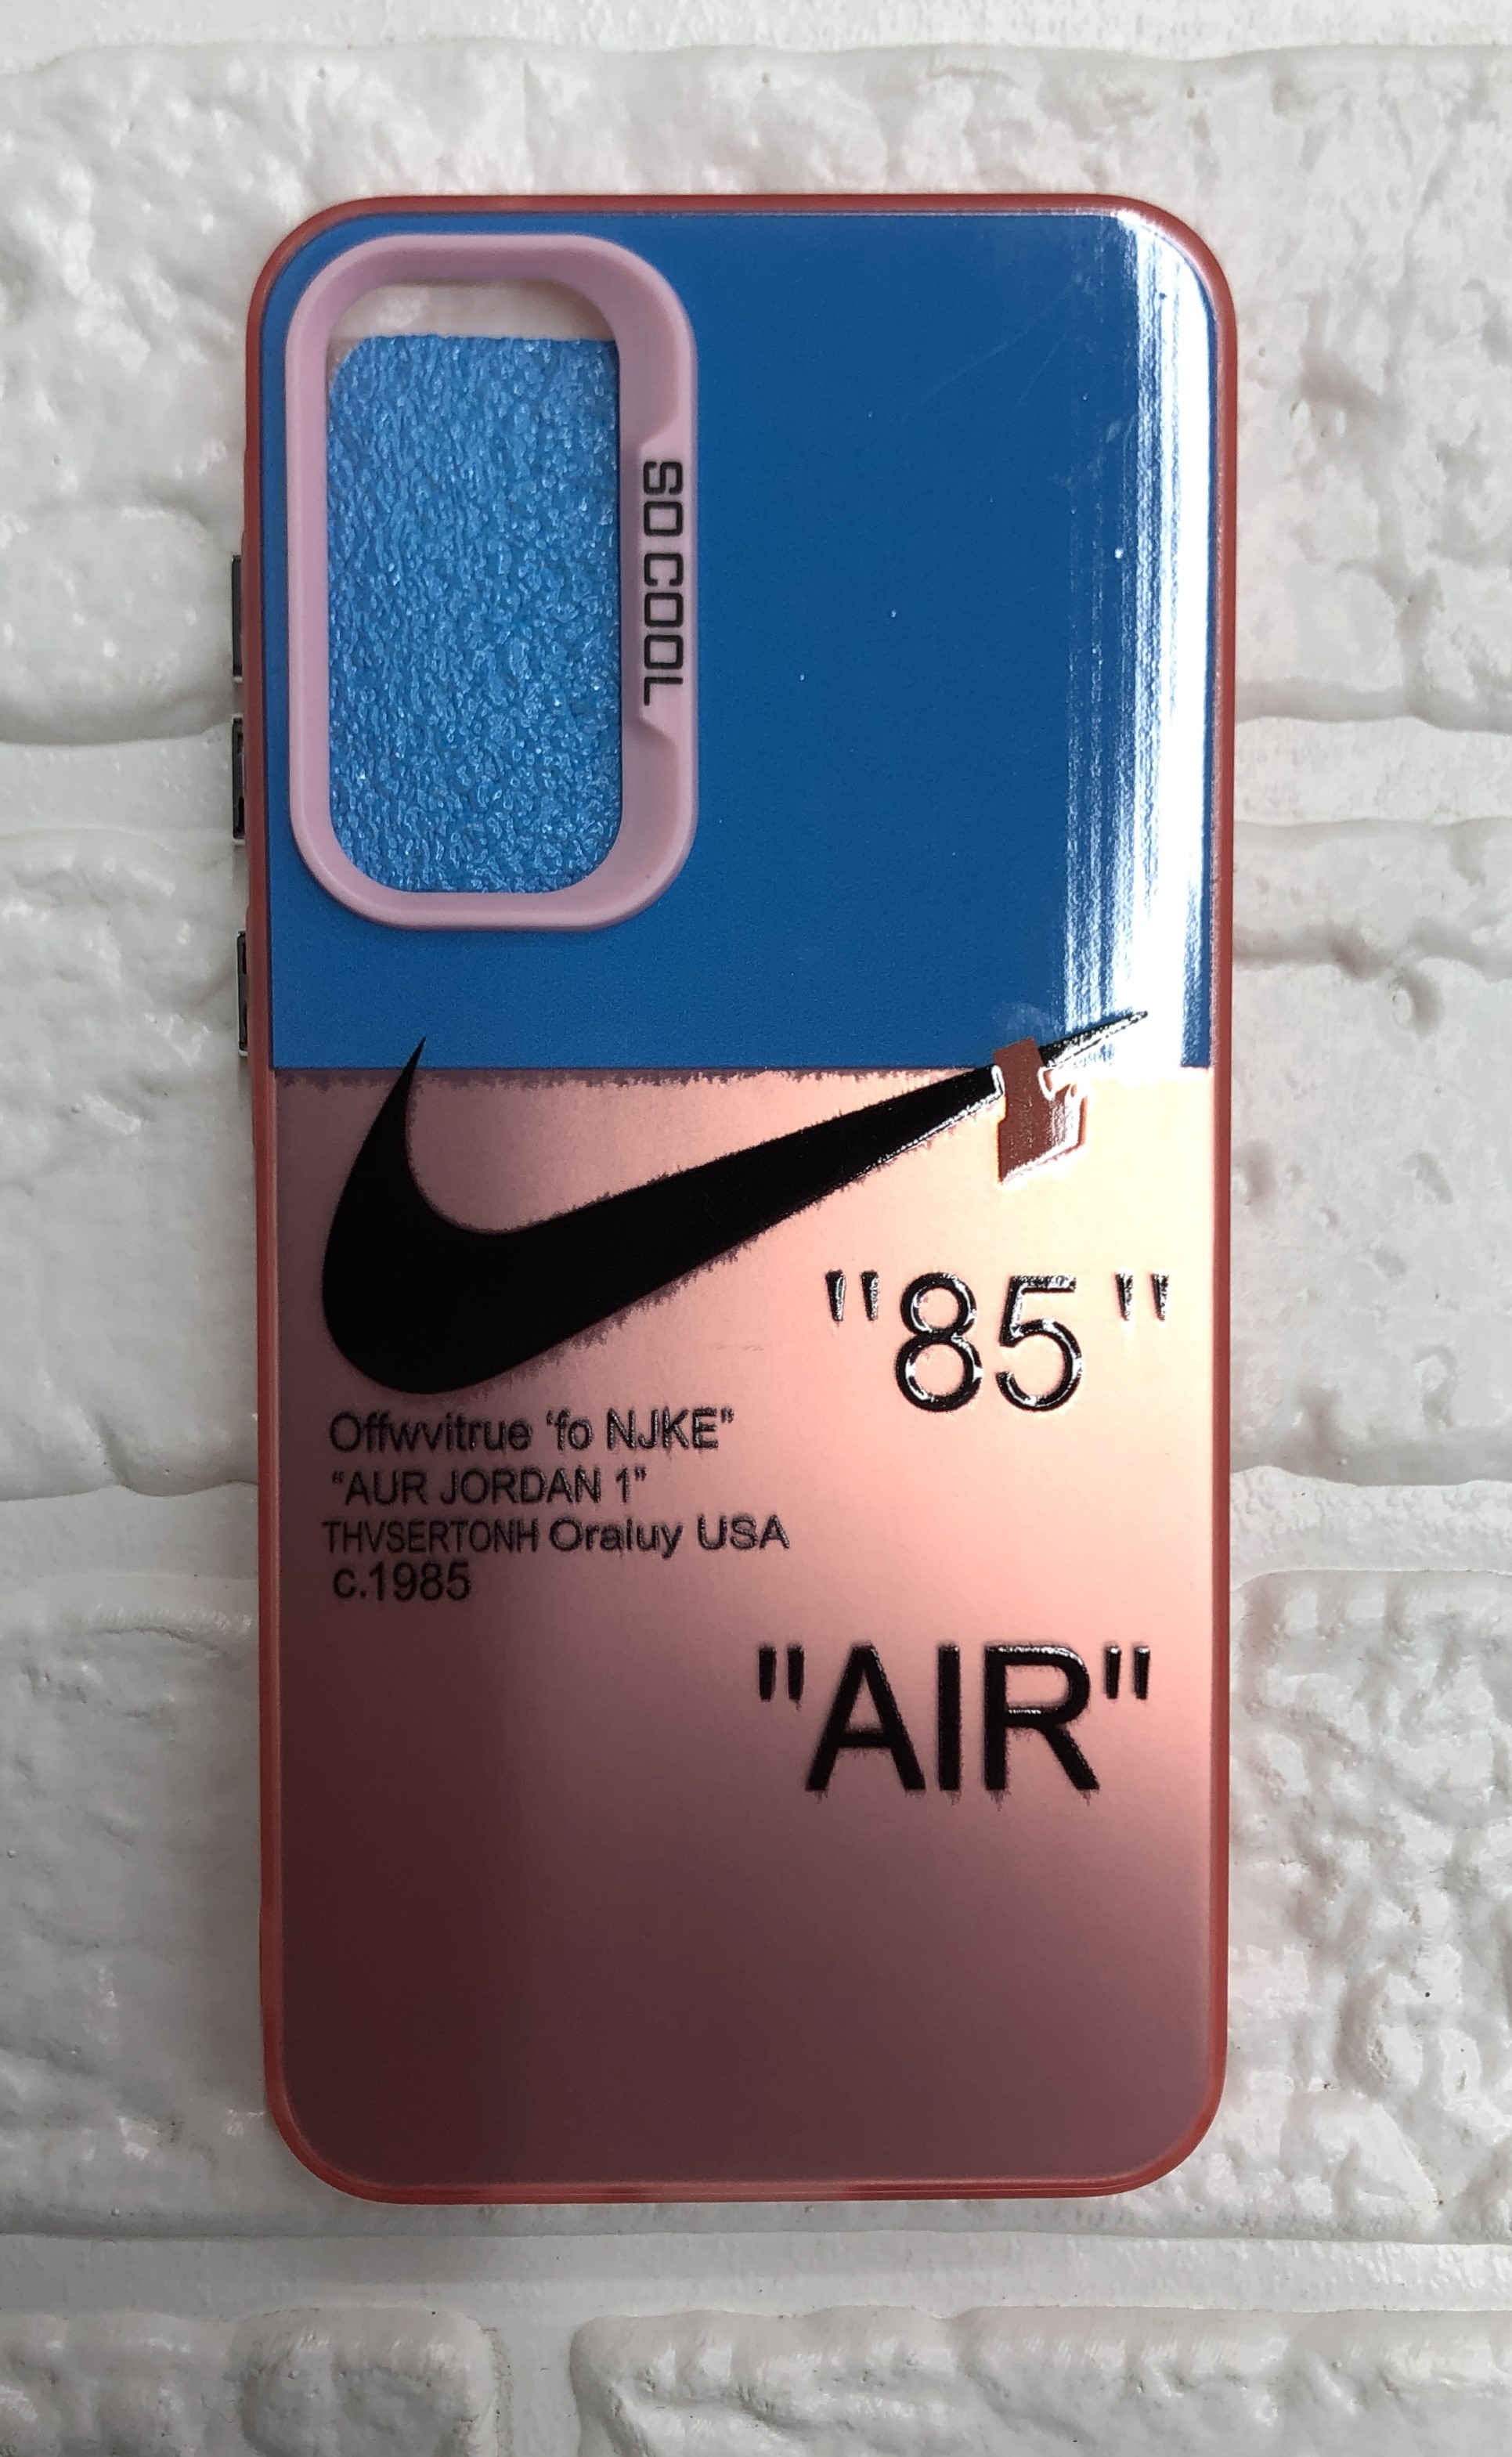 SO COOL
"85"
Offwvitrue ‘fo NJKE”
“AUR JORDAN 1”
THVSERTONH Oraluy USA
c.1985
"AIR"